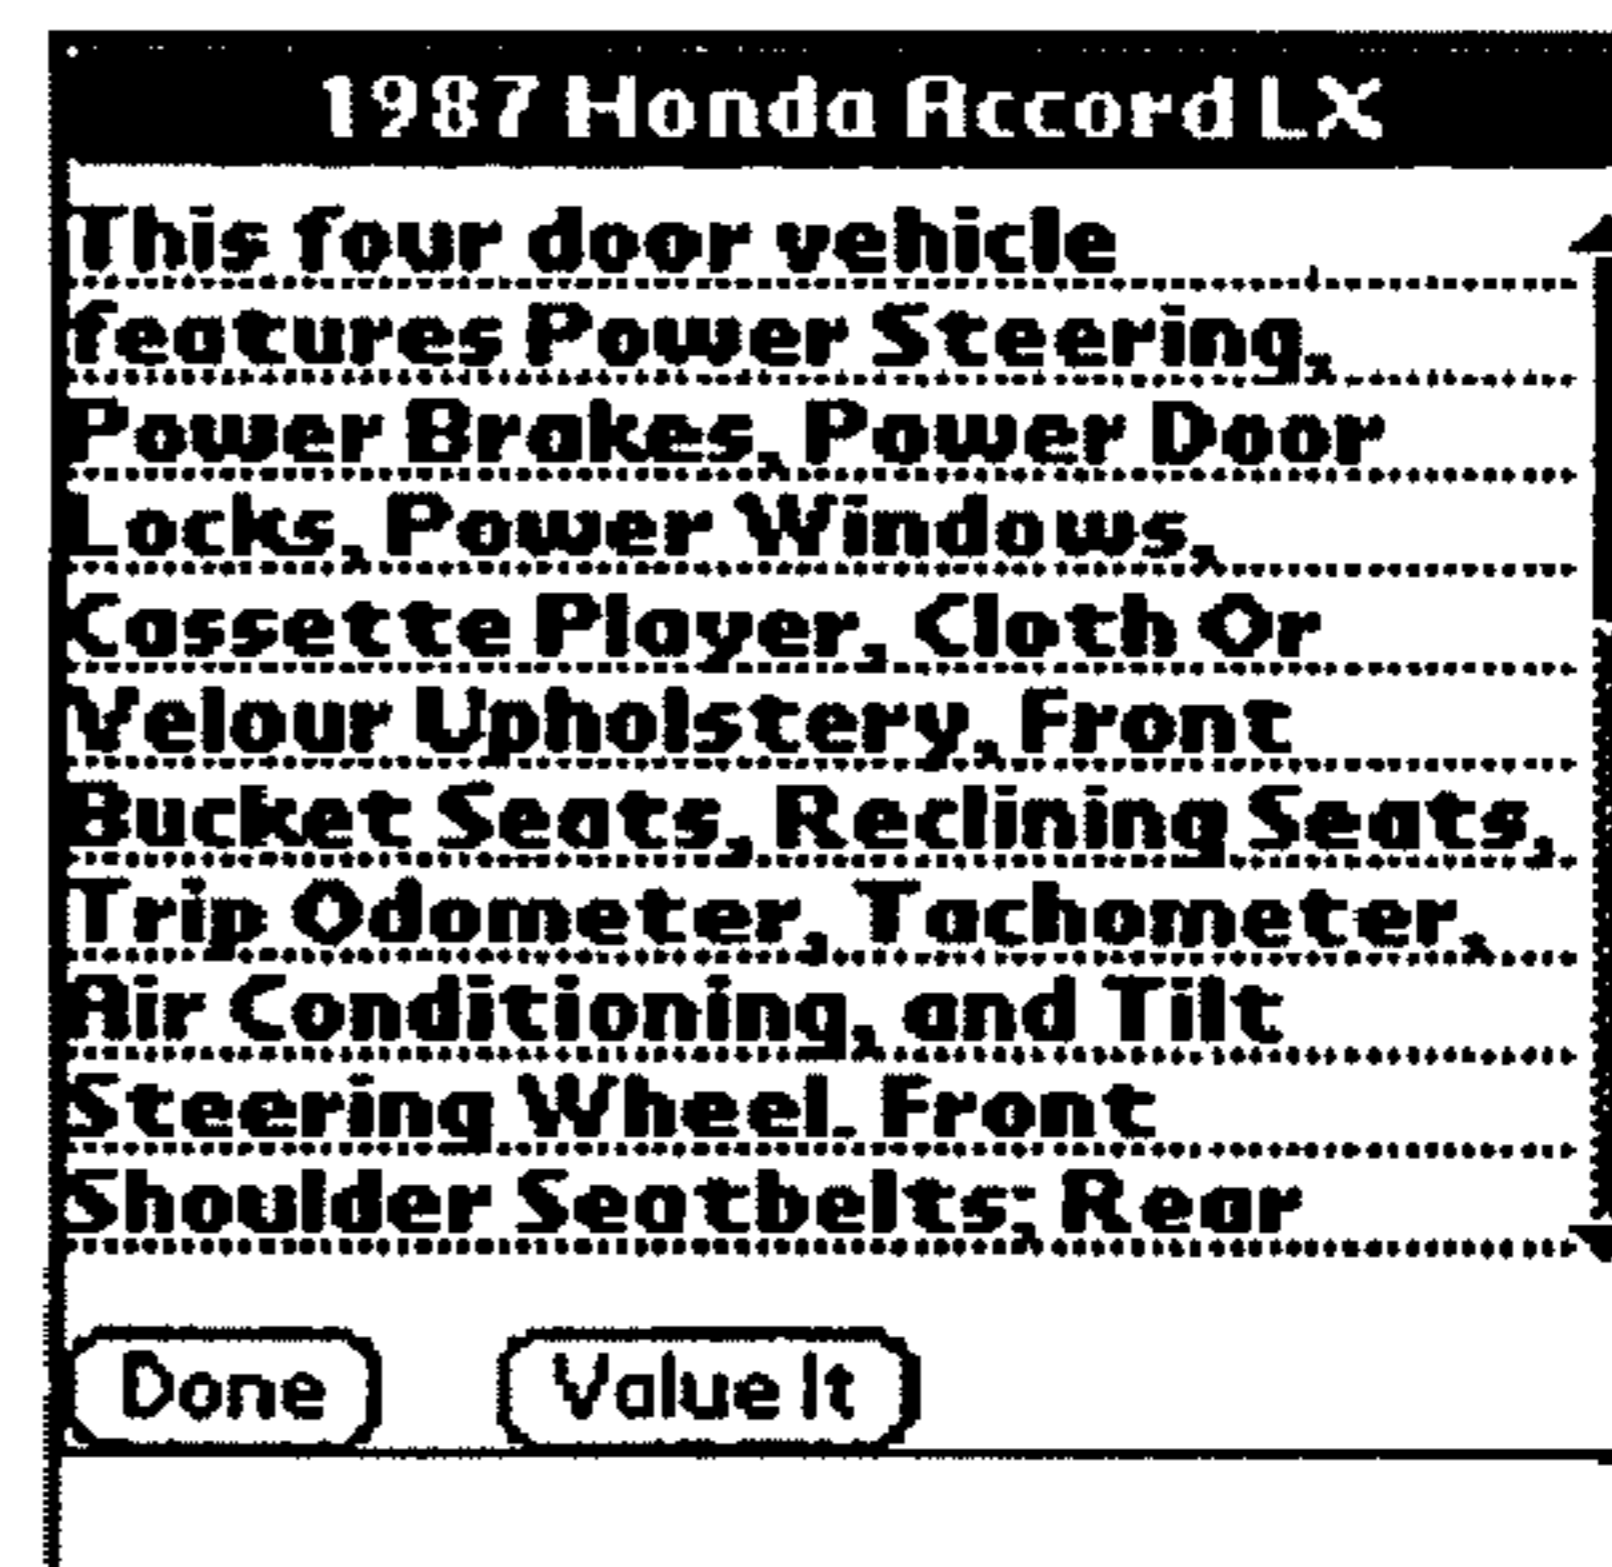 1987 Honda Accord LX
This four door vehicle
features Power Steering,
Power Brakes, Power Door
Locks, Power Windows,
Cassette Player, Cloth Or
Velour Upholstery, Front
Bucket Seats, Reclining Seats,
Trip Odometer, Tachometer,
Air Conditioning, and Tilt
Steering Wheel. Front
Shoulder Seatbelts; Rear
Done Value It